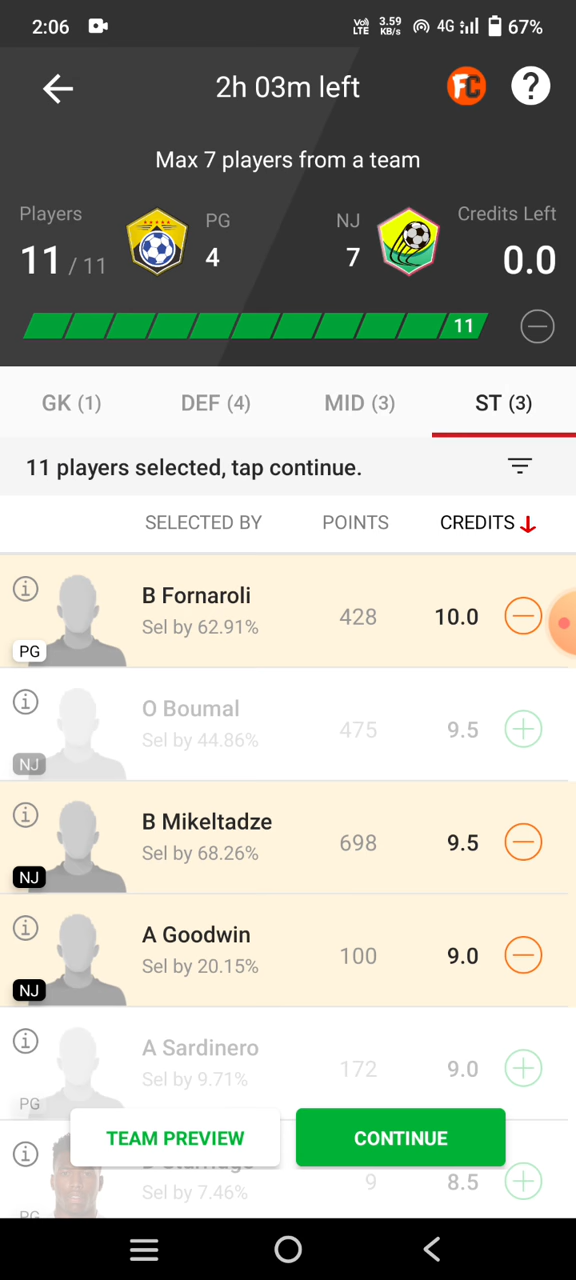 2:06 Vo) LTE 3.59 KB/s 4G 67%
2h 03m left FC ?
Max 7 players from a team
Players PG NJ Credits Left
11 / 11 4 7 0.0
11
GK (1) DEF (4) MID (3) ST (3)
11 players selected, tap continue.
SELECTED BY POINTS CREDITS
B Fornaroli
Sel by 62.91% 428 10.0
PG
O Boumal
Sel by 44.86% 475 9.5
NJ
B Mikeltadze
Sel by 68.26% 698 9.5
NJ
A Goodwin
Sel by 20.15% 100 9.0
NJ
A Sardinero
Sel by 9.71% 172 9.0
PG
TEAM PREVIEW CONTINUE
Sel by 7.46% 9 8.5
PG